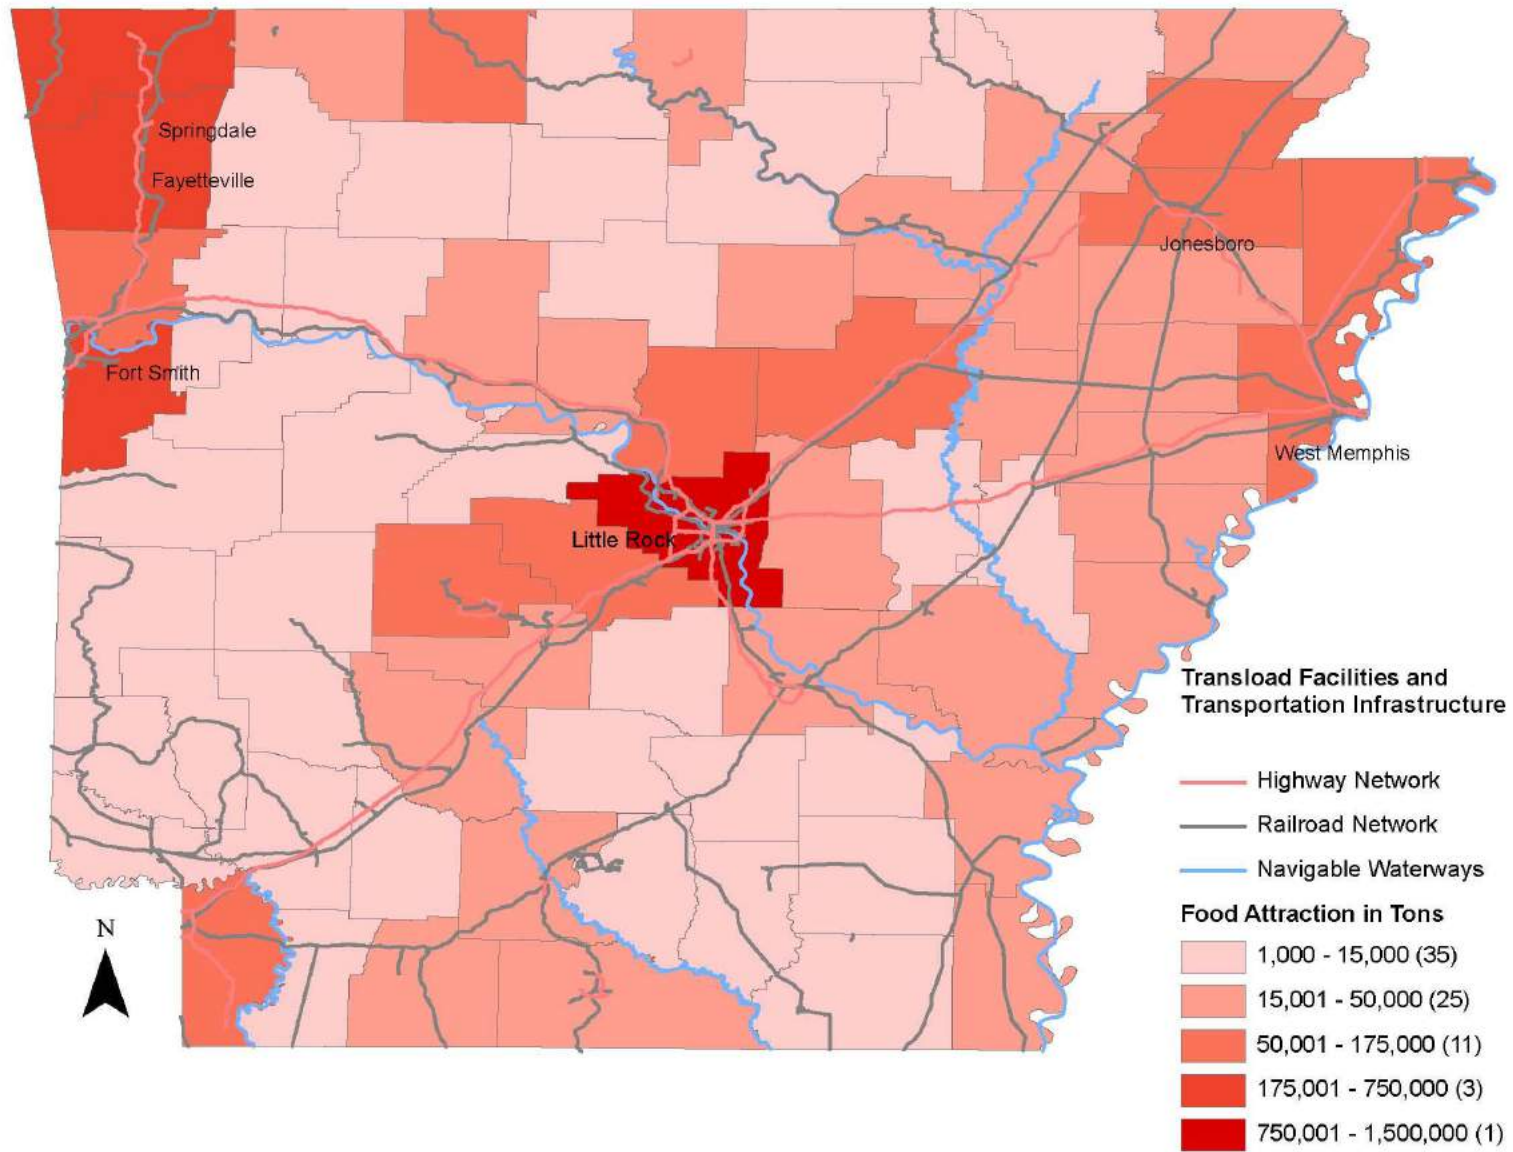 Springdale
Fayetteville
Jonesboro
Fort Smith
West Memphis
Little Rock
Transload Facilities and
Transportation Infrastructure
Highway Network
Railroad Network
Navigable Waterways
N
Food Attraction in Tons
1,000 - 15,000 (35)
15,001 - 50,000 (25)
50,001 - 175,000 (11)
175,001 - 750,000 (3)
750,001 - 1,500,000 (1)